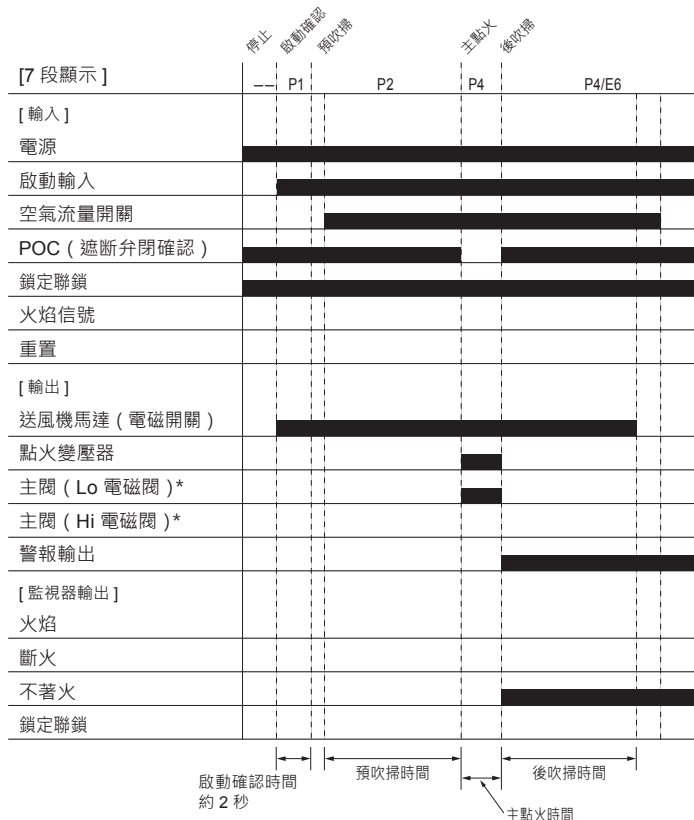 停止 啟動確認 預吹掃 主點火 後吹掃
[7 段顯示] −− P1 P2 P4 P4/E6
[輸入]
電源
啟動輸入
空氣流量開關
POC（遮断弁閉確認）
鎖定聯鎖
火焰信號
重置
[輸出]
送風機馬達（電磁開關）
點火變壓器
主閥（Lo 電磁閥）*
主閥（Hi 電磁閥）*
警報輸出
[監視器輸出]
火焰
斷火
不著火
鎖定聯鎖
啟動確認時間
約 2 秒
預吹掃時間
後吹掃時間
主點火時間